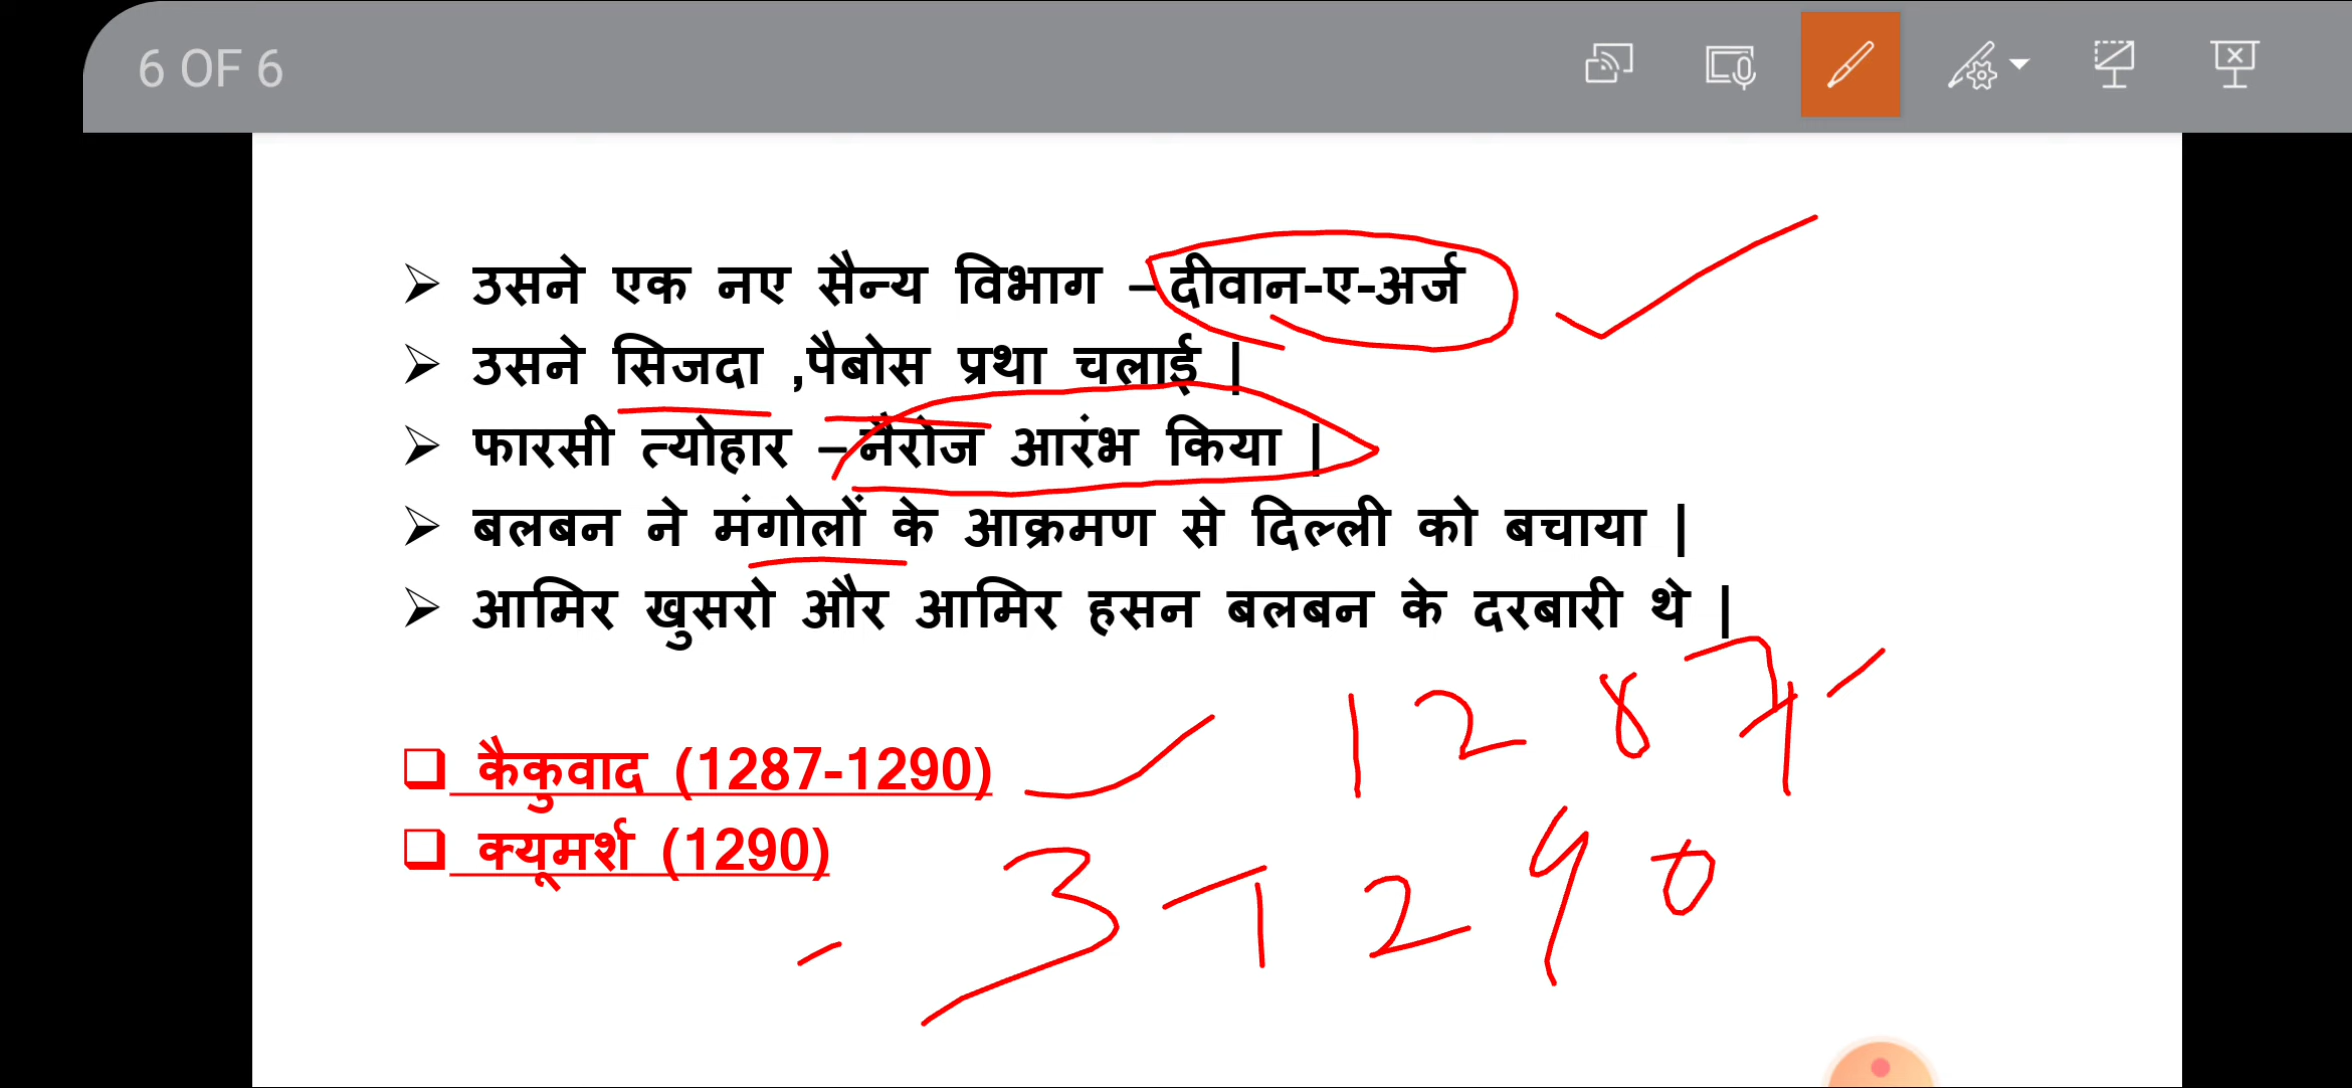 6 OF 6
➢ उसने एक नए सैन्य विभाग –दीवान-ए-अर्ज
➢ उसने सिजदा ,पैबोस प्रथा चलाई |
➢ फारसी त्योहार –नैरोज आरंभ किया |
➢ बलबन ने मंगोलों के आक्रमण से दिल्ली को बचाया |
➢ आमिर खुसरो और आमिर हसन बलबन के दरबारी थे |
1287-
❑ कैकुवाद (1287-1290)
❑ क्यूमर्श (1290)
1290